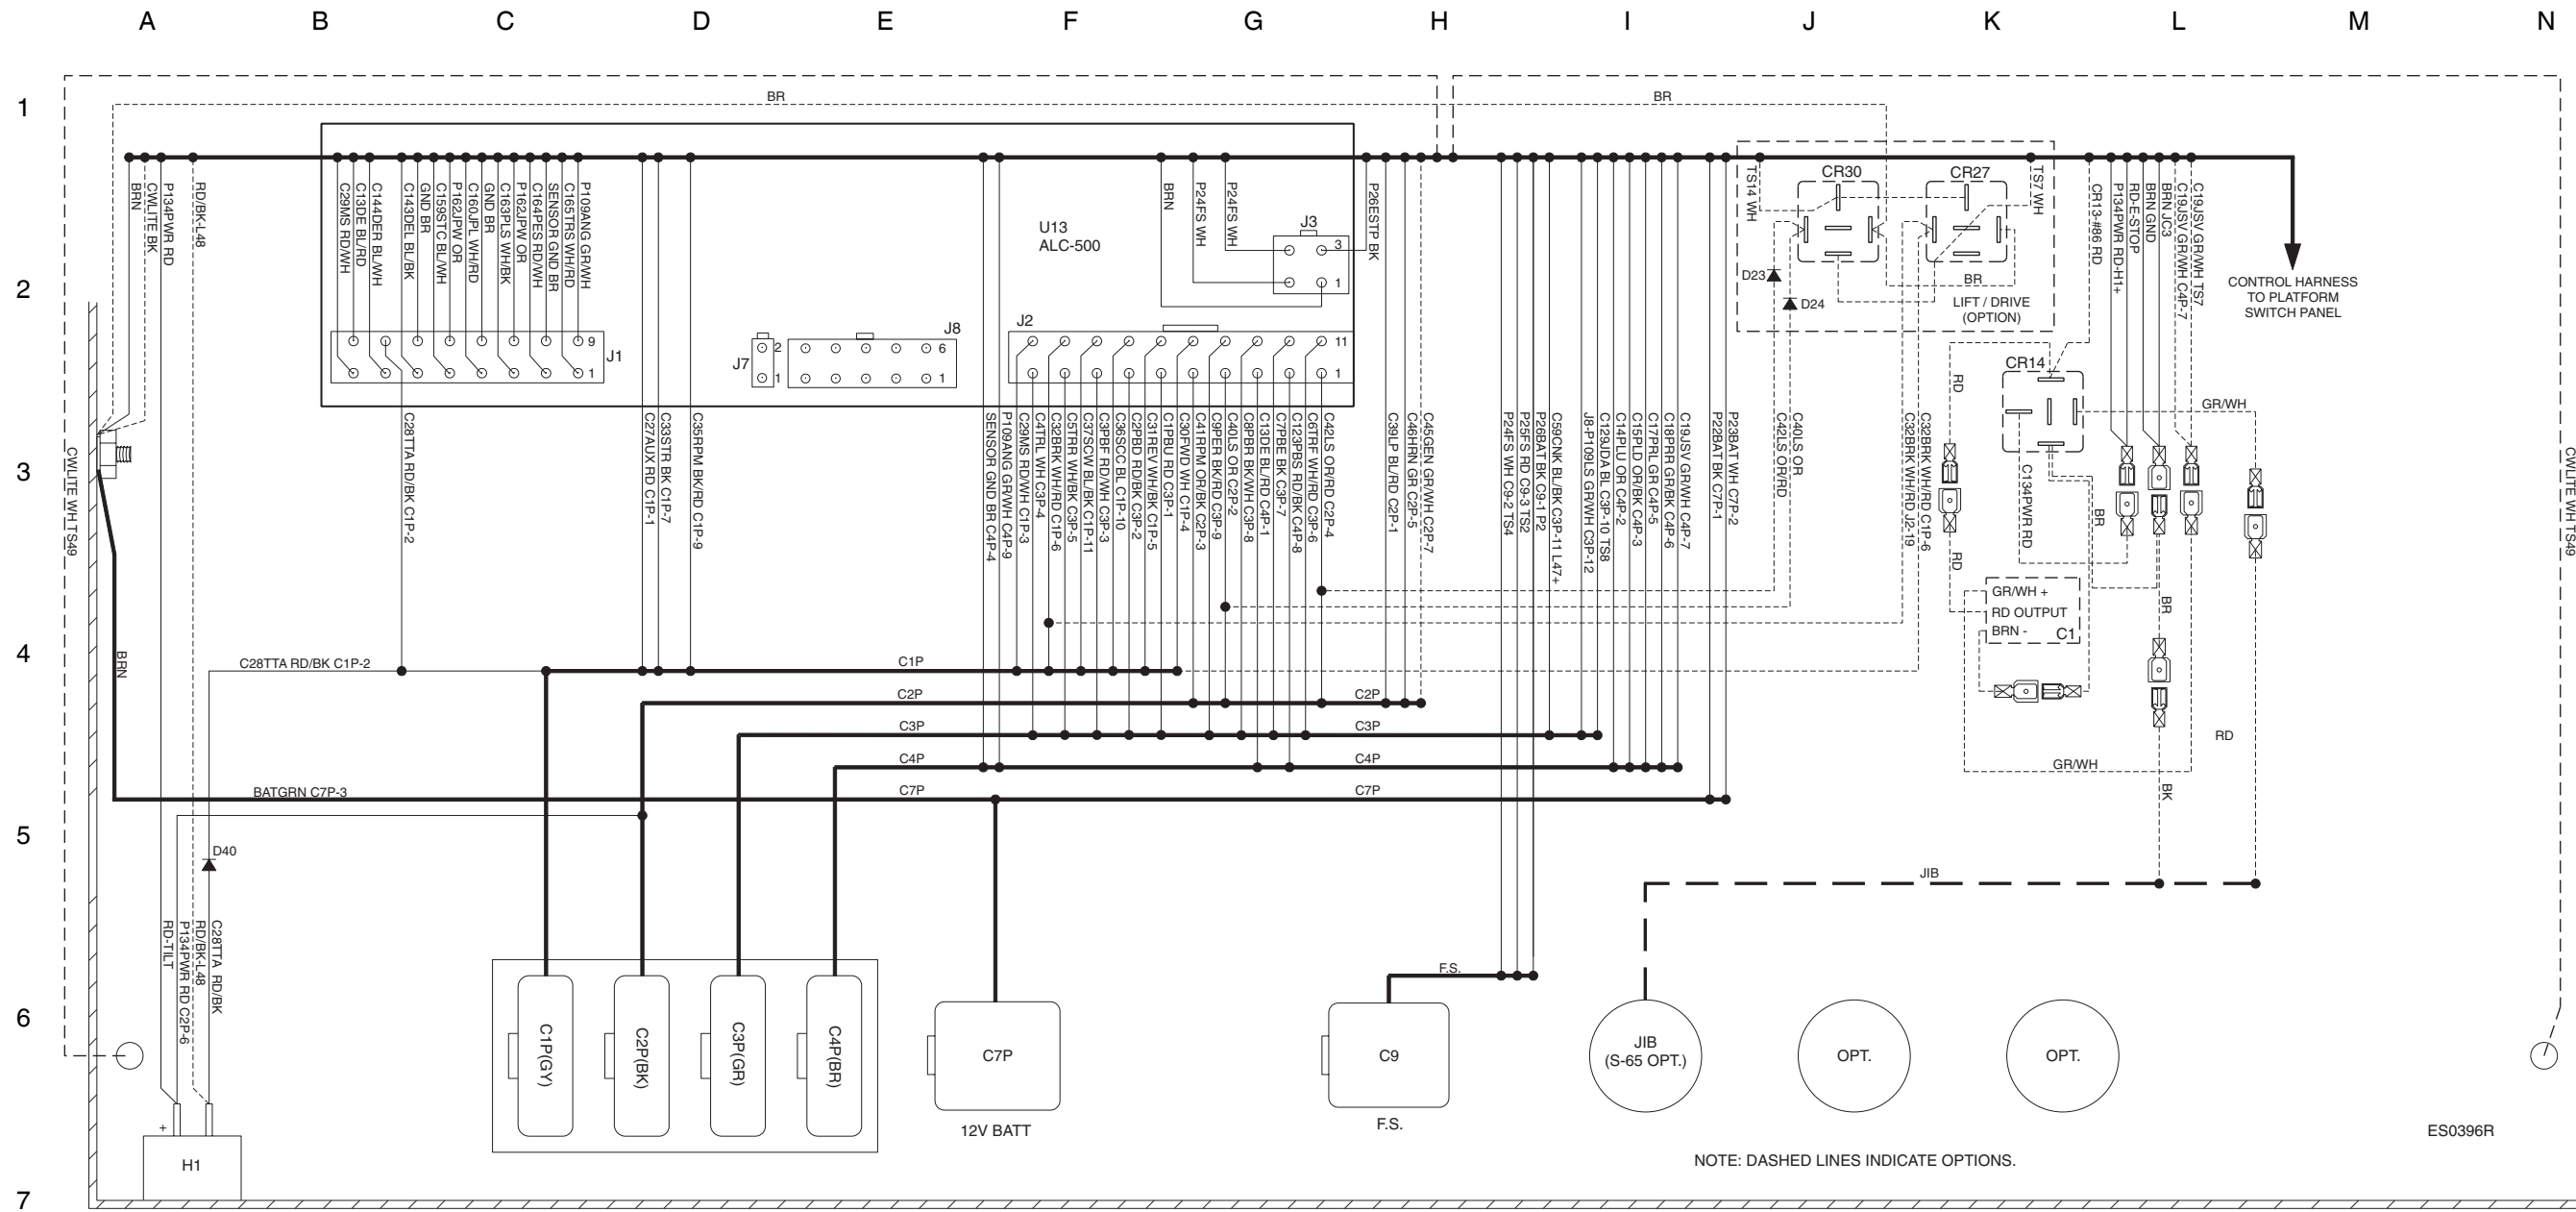 A B C D E F G H I J K L M N
1
2
3
4
5
6
7
BR
BR
BRN
CWLITE BK
P134PWR RD
RD/BK-L48
C29MS RD/WH
C13DE BL/RD
C144DER BL/WH
C143DEL BL/BK
GND BR
C159STC BL/WH
P162JPW OR
C160JPL WH/RD
GND BR
C163PLS WH/BK
P162JPW OR
C164PES RD/WH
SENSOR GND BR
C165TRS WH/RD
P109ANG GR/WH
U13
ALC-500
BRN
P24FS WH
P24FS WH
J3
3
1
P26ESTP BK
J1
9
1
J7
2
1
J8
6
1
J2
11
1
TS14 WH
CR30
CR27
TS7 WH
D23
D24
BR
LIFT / DRIVE
(OPTION)
CR13-#86 RD
P134PWR RD-H1+
RD-E-STOP
BRN GND
BRN JC3
C19JSV GR/WH C4P-7
C19JSV GR/WH TS7
CONTROL HARNESS
TO PLATFORM
SWITCH PANEL
CR14
RD
GR/WH
CWLITE WH TS49
CWLITE WH TS49
C28TTA RD/BK C1P-2
C27AUX RD C1P-1
C33STR BK C1P-7
C35RPM BK/RD C1P-9
SENSOR GND BR C4P-4
P109ANG GR/WH C4P-9
C29MS RD/WH C1P-3
C4TRL WH C3P-4
C32BRK WH/RD C1P-6
C5TRR WH/BK C3P-5
C37SCW BL/BK C1P-11
C3PBF RD/WH C3P-3
C36SCC BL C1P-10
C2PBD RD/BK C3P-2
C31REV WH/BK C1P-5
C1PBU RD C3P-1
C30FWD WH C1P-4
C41RPM OR/BK C2P-3
C9PER BK/RD C3P-9
C40LS OR C2P-2
C8PBR BK/WH C3P-8
C13DE BL/RD C4P-1
C7PBE BK C3P-7
C123PBS RD/BK C4P-8
C6TRF WH/RD C3P-6
C42LS OR/RD C2P-4
C39LP BL/RD C2P-1
C46HRN GR C2P-5
C45GEN GR/WH C2P-7
P24FS WH C9-2 TS4
P25FS RD C9-3 TS2
P26BAT BK C9-1 P2
C59CNK BL/BK C3P-11 L47+
J8-P109LS GR/WH C3P-12
C129JDA BL C3P-10 TS8
C14PLU OR C4P-2
C15PLD OR/BK C4P-3
C17PRL GR C4P-5
C18PRR GR/BK C4P-6
C19JSV GR/WH C4P-7
P22BAT BK C7P-1
P23BAT WH C7P-2
C42LS OR/RD
C40LS OR
C32BRK WH/RD J2-19
C32BRK WH/RD C1P-6
C134PWR RD
BR
RD
GR/WH +
RD OUTPUT
BRN -
C1
BR
BRN
C28TTA RD/BK C1P-2
C1P
C2P
C2P
C3P
C3P
C4P
C4P
BATGRN C7P-3
C7P
C7P
RD
GR/WH
BK
D40
JIB
RD-TILT
P134PWR RD C2P-6
RD/BK-L48
C28TTA RD/BK
F.S.
C1P(GY)
C2P(BK)
C3P(GR)
C4P(BR)
C7P
C9
JIB
(S-65 OPT.)
OPT.
OPT.
12V BATT
F.S.
+
H1
ES0396R
NOTE: DASHED LINES INDICATE OPTIONS.